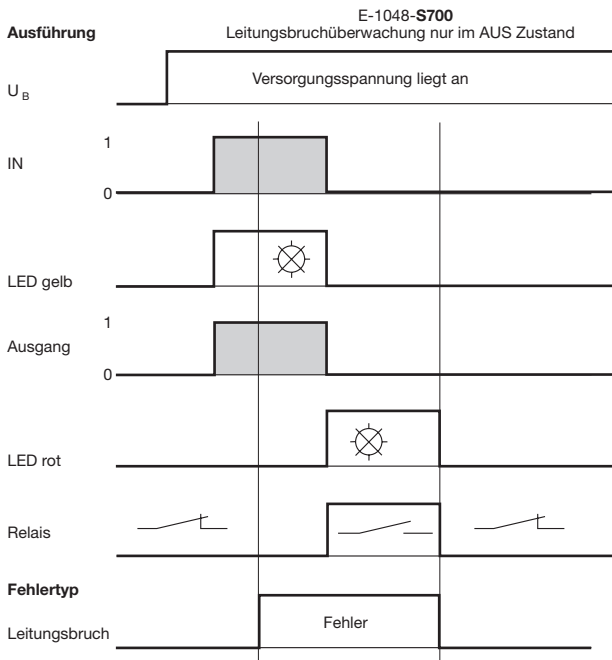 E-1048-S700
Ausführung Leitungsbruchüberwachung nur im AUS Zustand
U B Versorgungsspannung liegt an
1
IN
0
LED gelb
1
Ausgang
0
LED rot
Relais
Fehlertyp
Fehler
Leitungsbruch